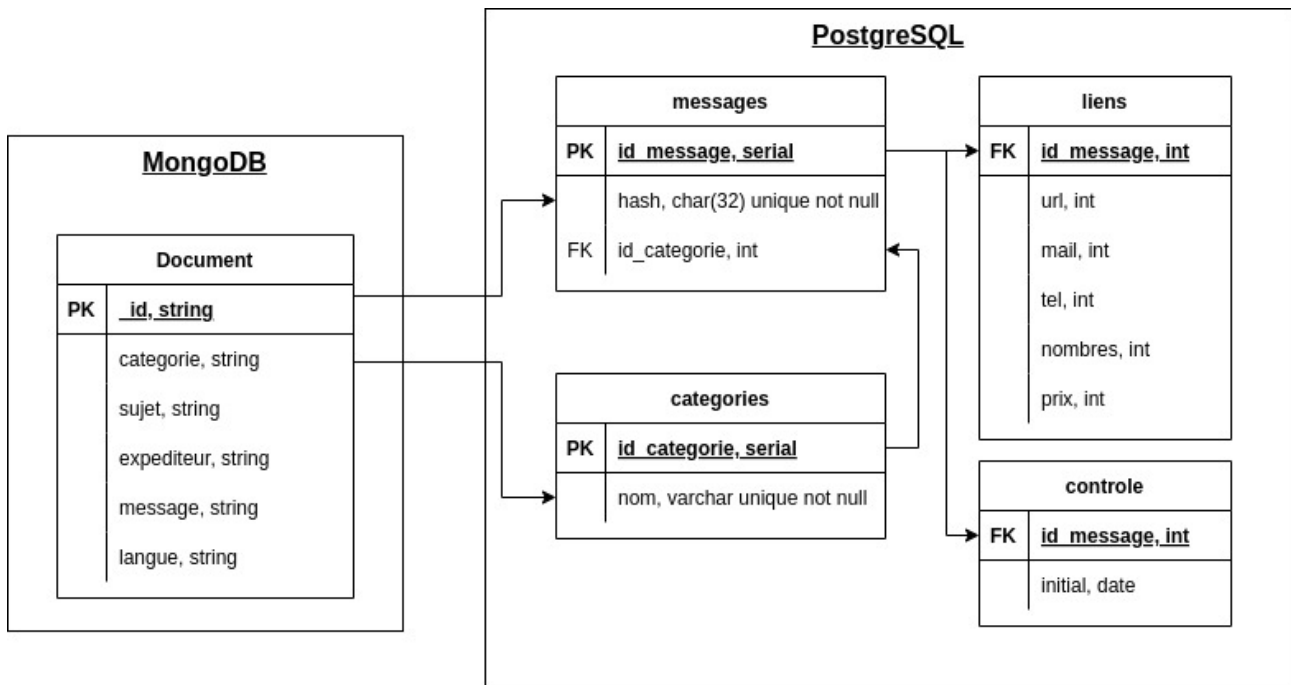 MongoDB
Document
PK _id, string
categorie, string
sujet, string
expediteur, string
message, string
langue, string
PostgreSQL
messages
PK id_message, serial
hash, char(32) unique not null
FK id_categorie, int
categories
PK id_categorie, serial
nom, varchar unique not null
liens
FK id_message, int
url, int
mail, int
tel, int
nombres, int
prix, int
controle
FK id_message, int
initial, date